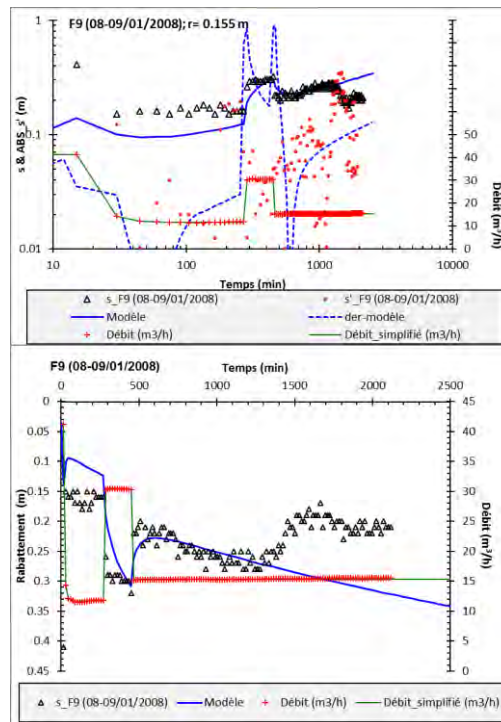 F9 (08-09/01/2008); r= 0.155 m
s & ABS_s' (m)
1
0.1
0.01
50
40
30
20
10
0
Débit (m³/h)
10 100 1000 10000
Temps (min)
s_F9 (08-09/01/2008) s'_F9 (08-09/01/2008)
Modèle der-modèle
Débit (m3/h) Débit_simplifié (m3/h)
F9 (08-09/01/2008) Temps (min)
0 500 1000 1500 2000 2500
Rabattement (m)
0
0.05
0.1
0.15
0.2
0.25
0.3
0.35
0.4
0.45
45
40
35
30
25
20
15
10
5
0
Débit (m³/h)
s_F9 (08-09/01/2008) Modèle Débit (m3/h) Débit_simplifié (m3/h)